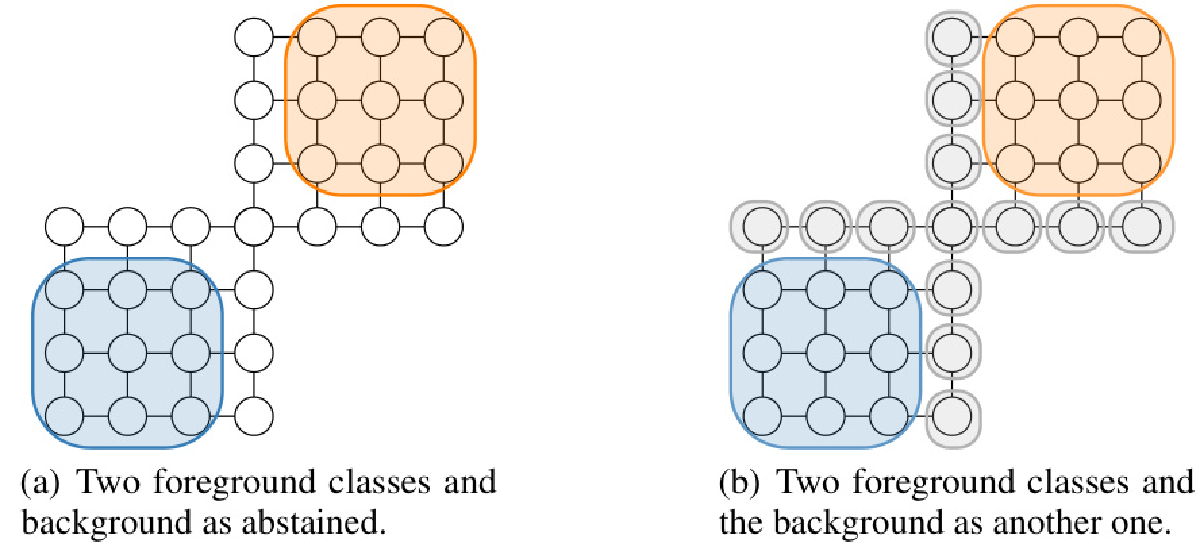 (a) Two foreground classes and
background as abstained.
(b) Two foreground classes and
the background as another one.